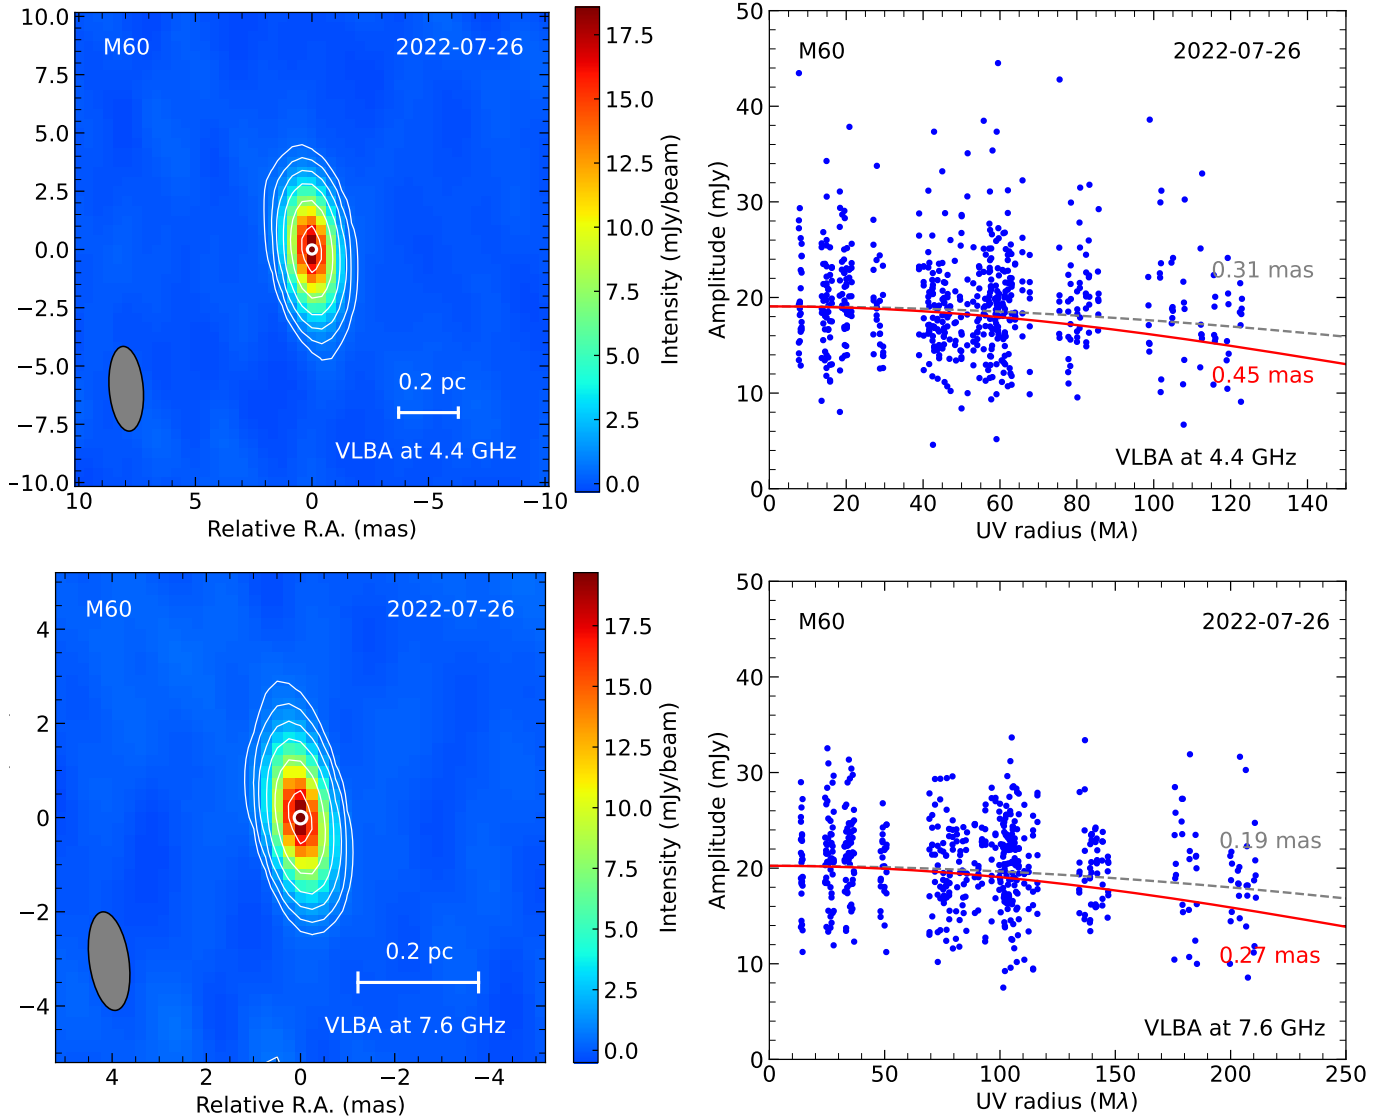 M60 2022-07-26
10.0
7.5
5.0
2.5
0.0
−2.5
−5.0
−7.5
−10.0
10 5 0 −5 −10
Relative R.A. (mas)
0.2 pc
VLBA at 4.4 GHz
17.5
15.0
12.5
10.0
7.5
5.0
2.5
0.0
Intensity (mJy/beam)
M60 2022-07-26
50
40
30
20
10
0
Amplitude (mJy)
0.31 mas
0.45 mas
VLBA at 4.4 GHz
0 20 40 60 80 100 120 140
UV radius (Mλ)
M60 2022-07-26
4
2
0
−2
−4
0.2 pc
VLBA at 7.6 GHz
4 2 0 −2 −4
Relative R.A. (mas)
17.5
15.0
12.5
10.0
7.5
5.0
2.5
0.0
Intensity (mJy/beam)
M60 2022-07-26
50
40
30
20
10
0
Amplitude (mJy)
0.19 mas
0.27 mas
VLBA at 7.6 GHz
0 50 100 150 200 250
UV radius (Mλ)